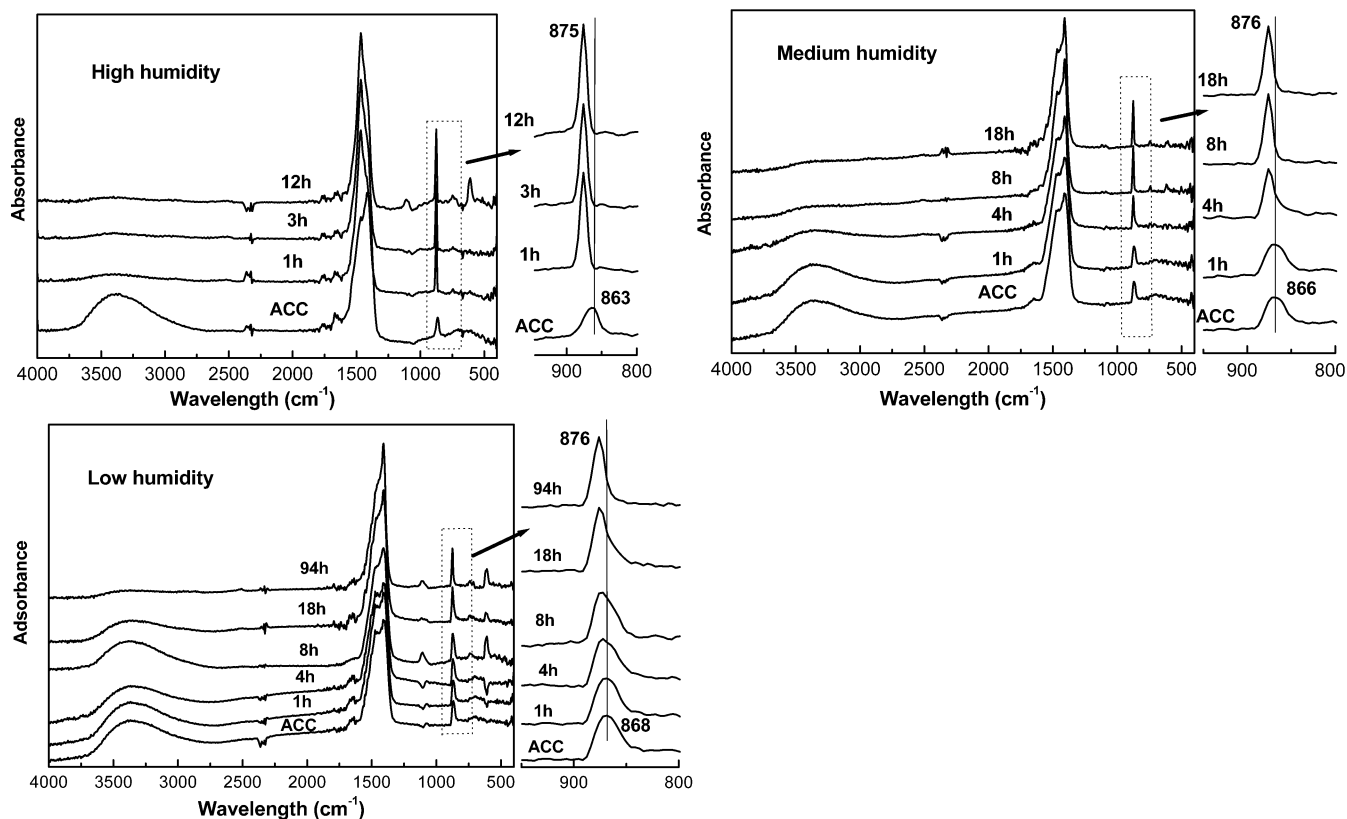 High humidity
Absorbance
12h
3h
1h
ACC
4000 3500 3000 2500 2000 1500 1000 500
Wavelength (cm-1)
875
12h
3h
1h
863
ACC
900 800
Medium humidity
Absorbance
18h
8h
4h
1h
ACC
4000 3500 3000 2500 2000 1500 1000 500
Wavelength (cm-1)
876
18h
8h
4h
1h
866
ACC
900 800
Low humidity
Adsorbance
94h
18h
8h
4h
1h
ACC
4000 3500 3000 2500 2000 1500 1000 500
Wavelength (cm-1)
876
94h
18h
8h
4h
1h
868
ACC
900 800